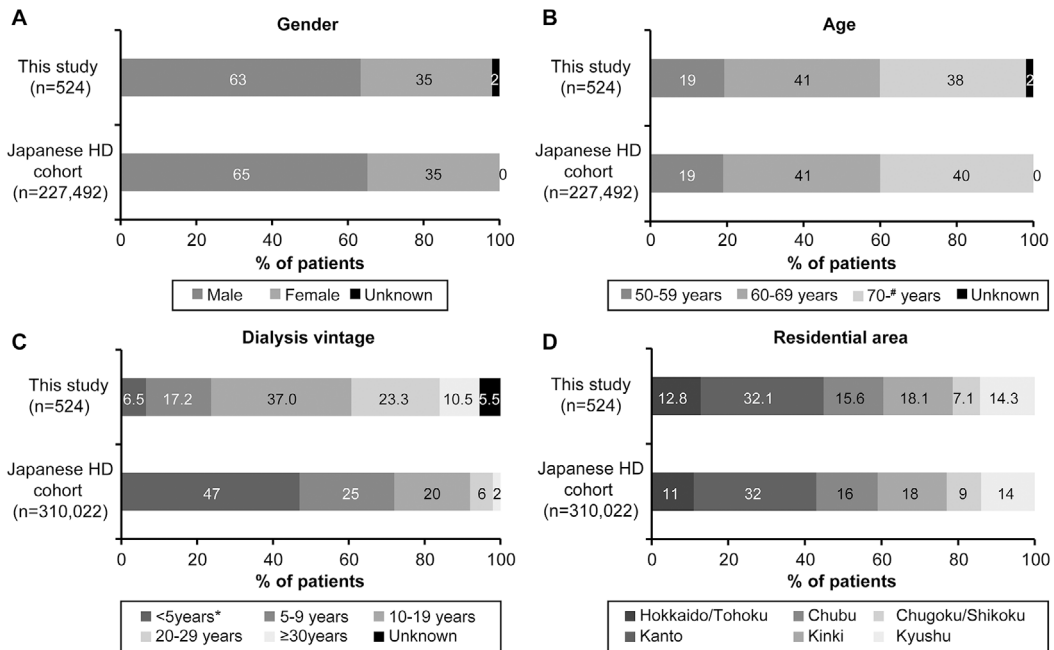 A
Gender
This study
(n=524)
63
35
2
Japanese HD
cohort
(n=227,492)
65
35
0
0 20 40 60 80 100
% of patients
Male Female Unknown
B
Age
This study
(n=524)
19
41
38
2
Japanese HD
cohort
(n=227,492)
19
41
40
0
0 20 40 60 80 100
% of patients
50-59 years 60-69 years 70-# years Unknown
C
Dialysis vintage
This study
(n=524)
6.5
17.2
37.0
23.3
10.5
5.5
Japanese HD
cohort
(n=310,022)
47
25
20
6
2
0 20 40 60 80 100
% of patients
<5years* 5-9 years 10-19 years
20-29 years ≥30years Unknown
D
Residential area
This study
(n=524)
12.8
32.1
15.6
18.1
7.1
14.3
Japanese HD
cohort
(n=310,022)
11
32
16
18
9
14
0 20 40 60 80 100
% of patients
Hokkaido/Tohoku Chubu Chugoku/Shikoku
Kanto Kinki Kyushu